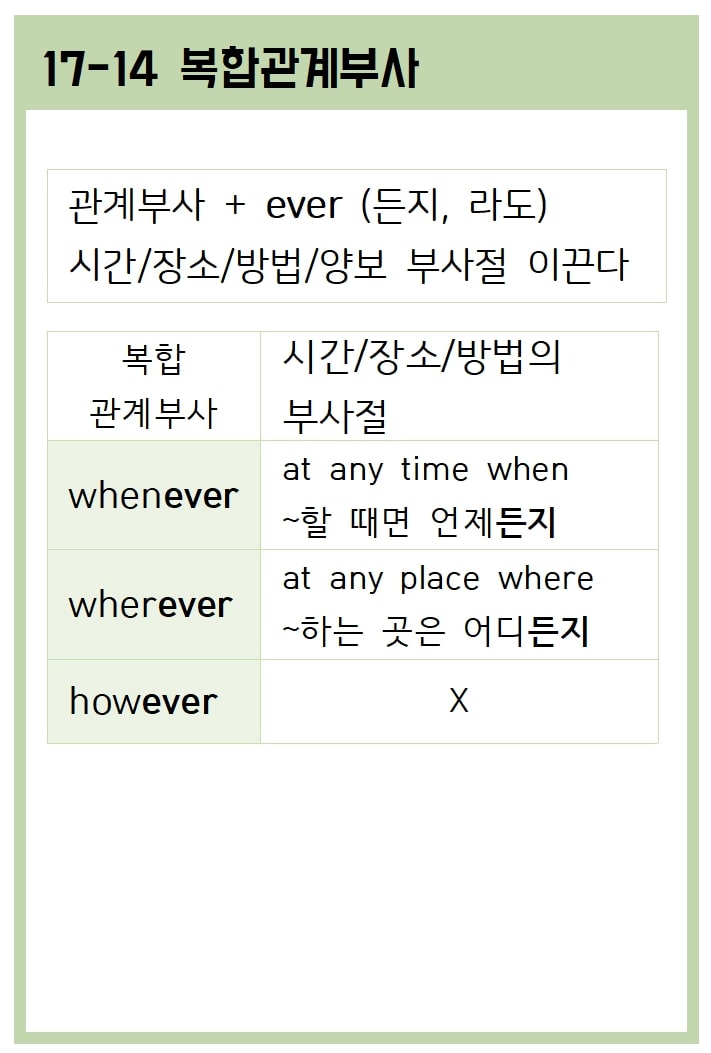 17-14 복합관계부사
관계부사 + ever (든지, 라도)
시간/장소/방법/양보 부사절 이끈다
복합
관계부사
시간/장소/방법의
부사절
whenever
at any time when
~할 때면 언제든지
wherever
at any place where
~하는 곳은 어디든지
however
X